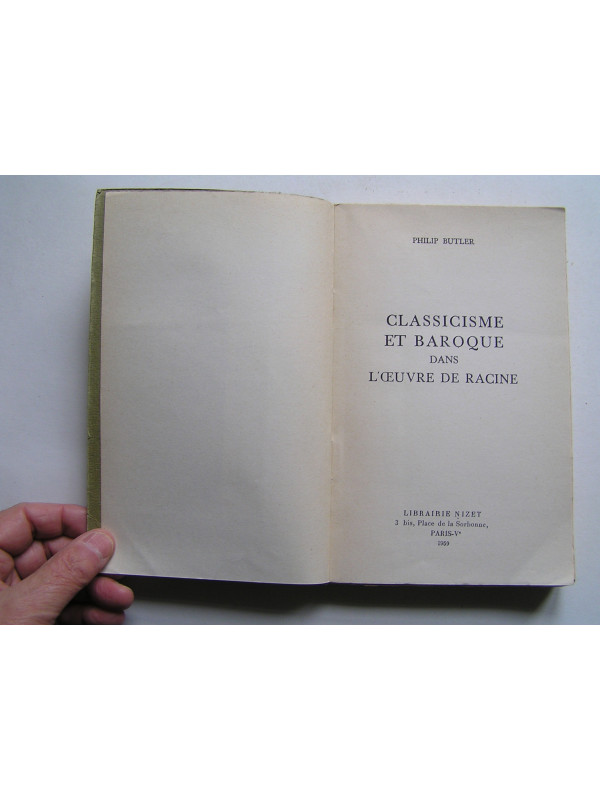 PHILIP BUTLER
CLASSICISME
ET BAROQUE
DANS
L'ŒUVRE DE RACINE
LIBRAIRIE NIZET
3 bis, Place de la Sorbonne,
PARIS-Vᵉ
1959